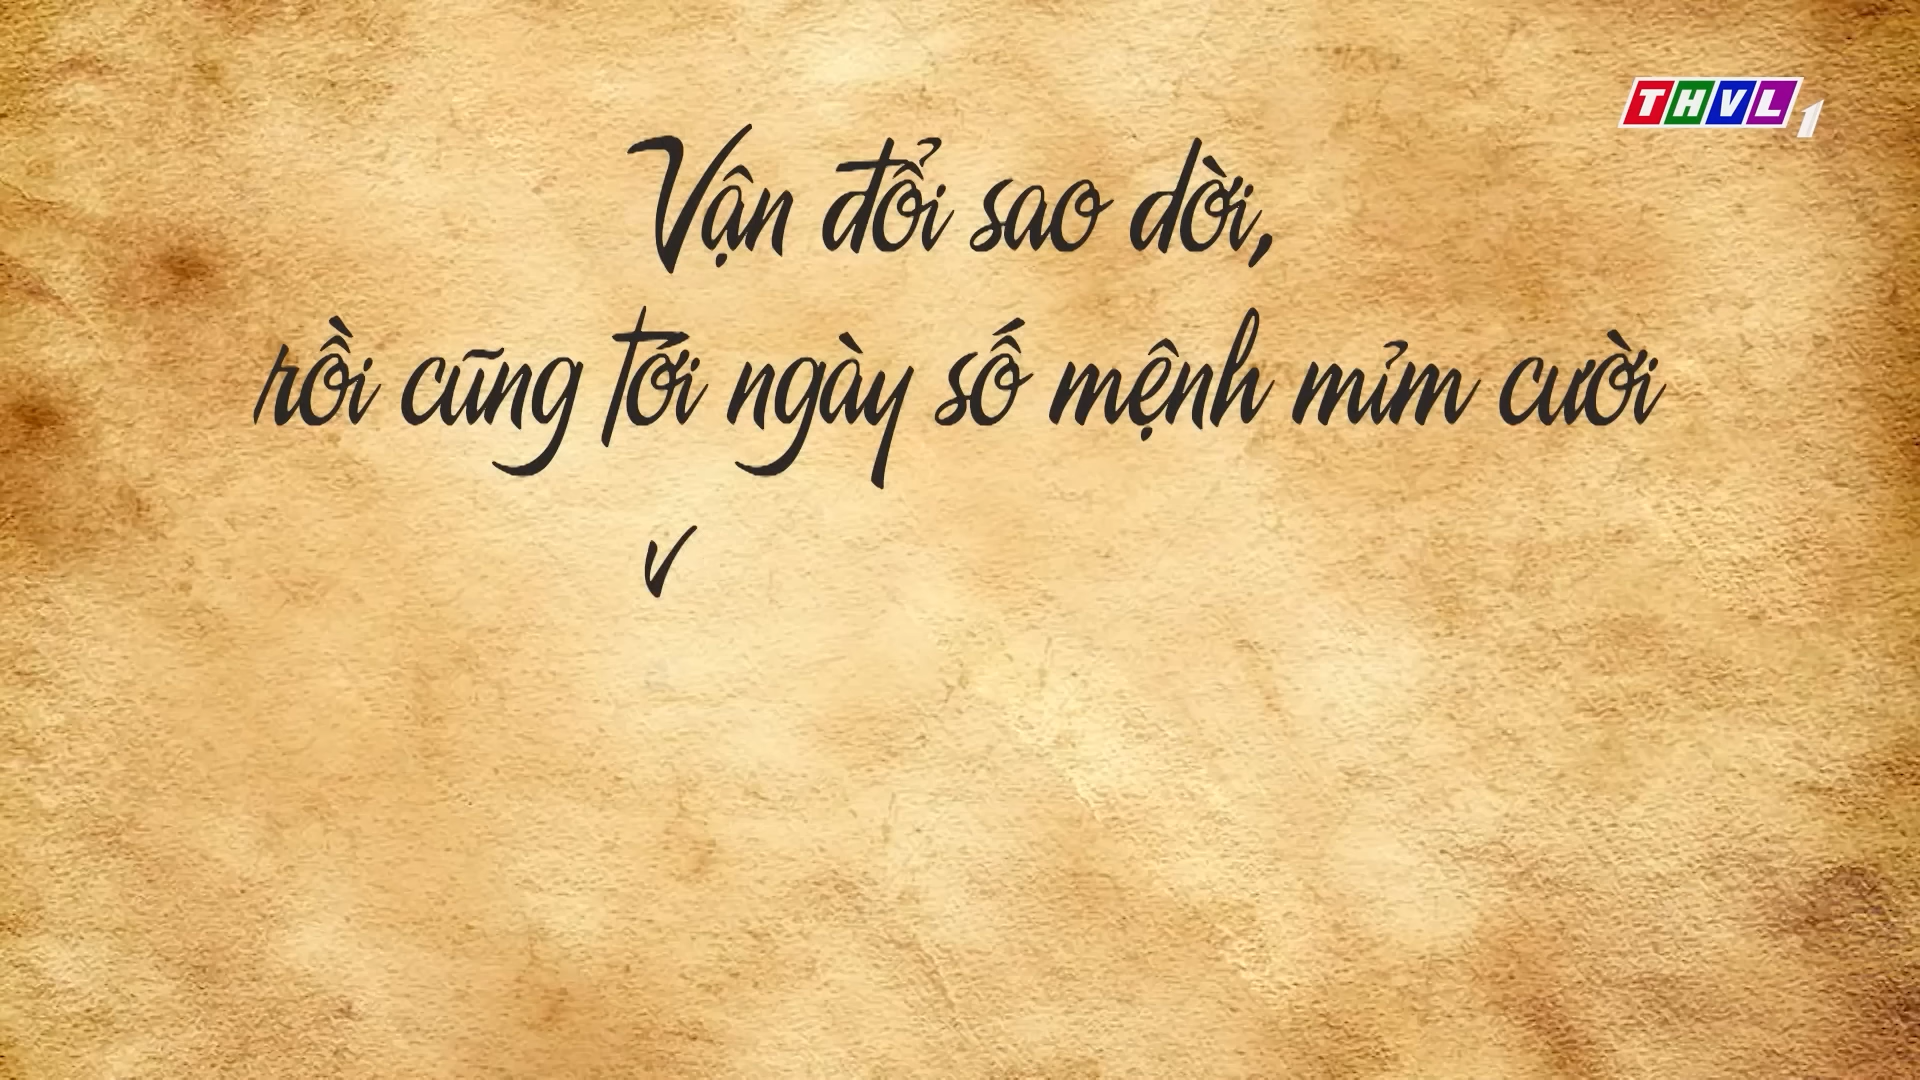 THVL1
Vận đổi sao dời,
rồi cũng tới ngày số mệnh mỉm cười
v